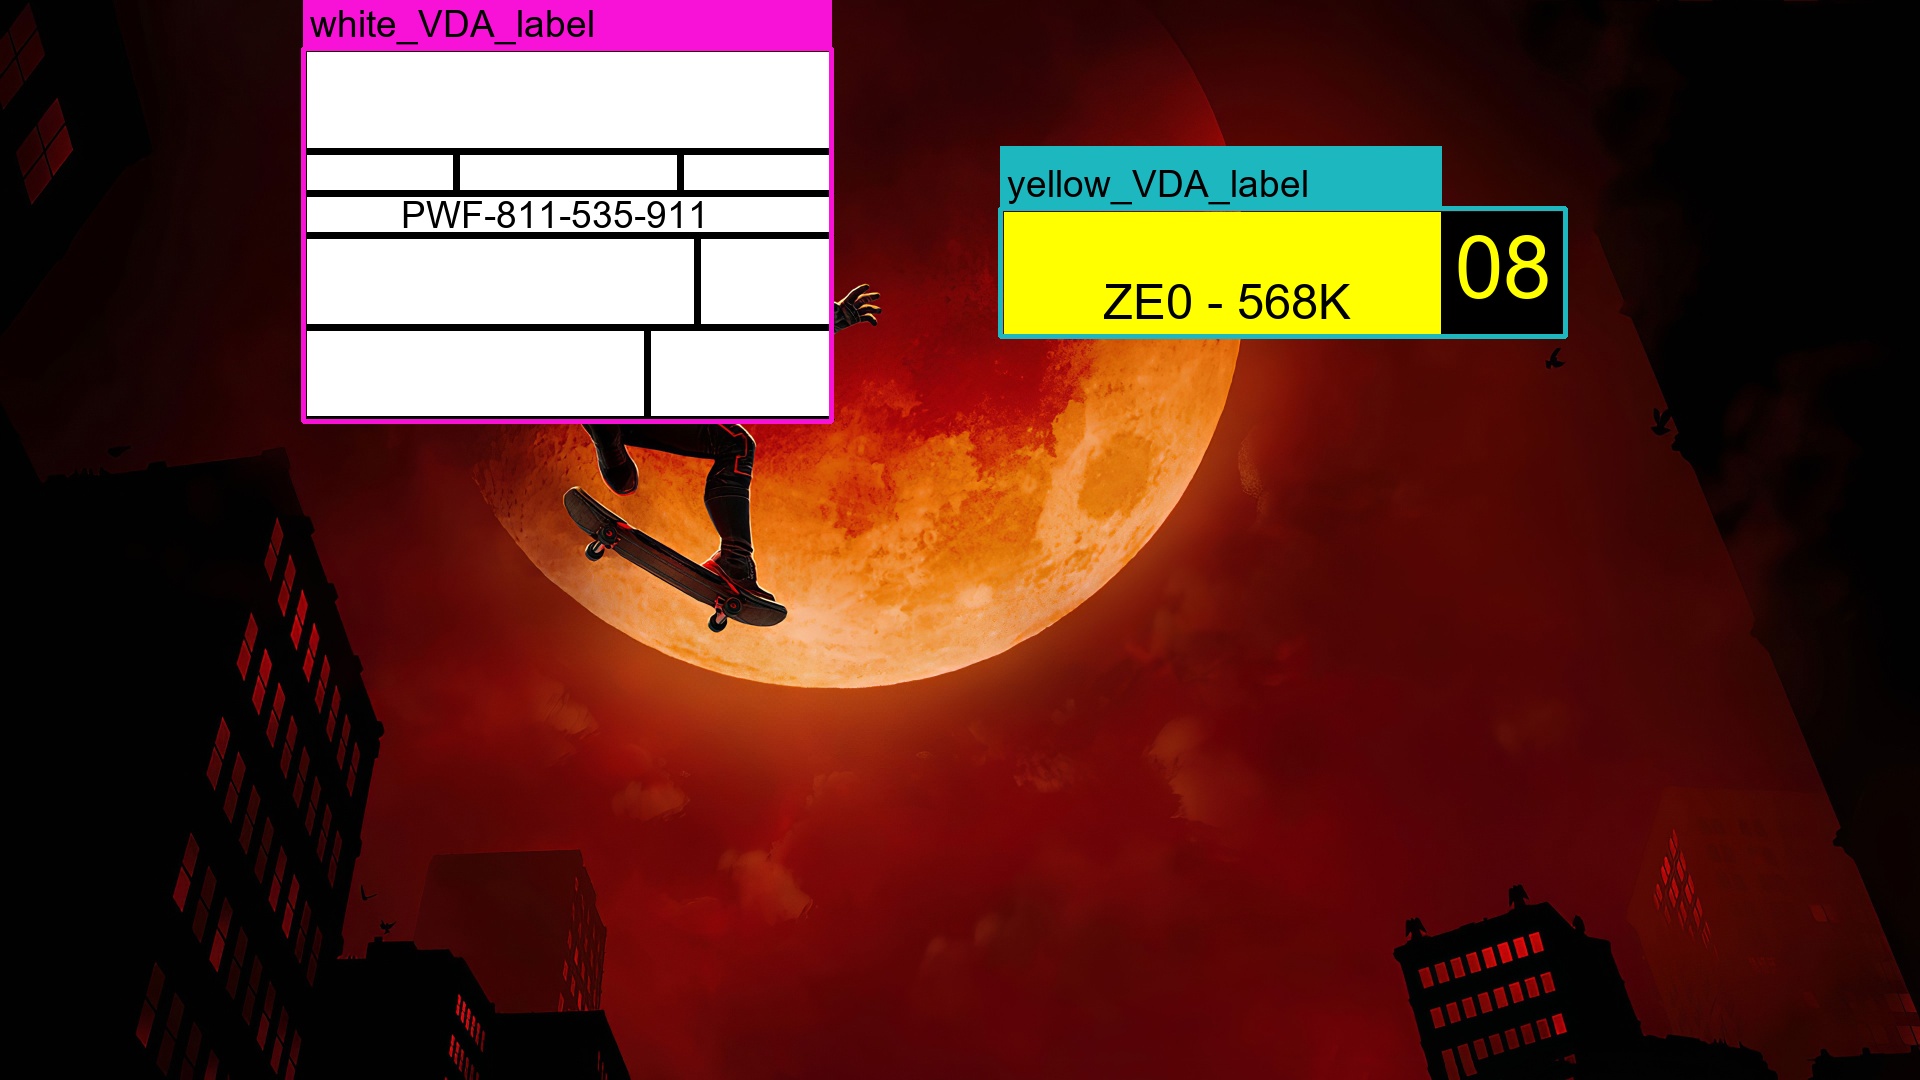 white_VDA_label
PWF-811-535-911
yellow_VDA_label
ZE0 - 568K
08